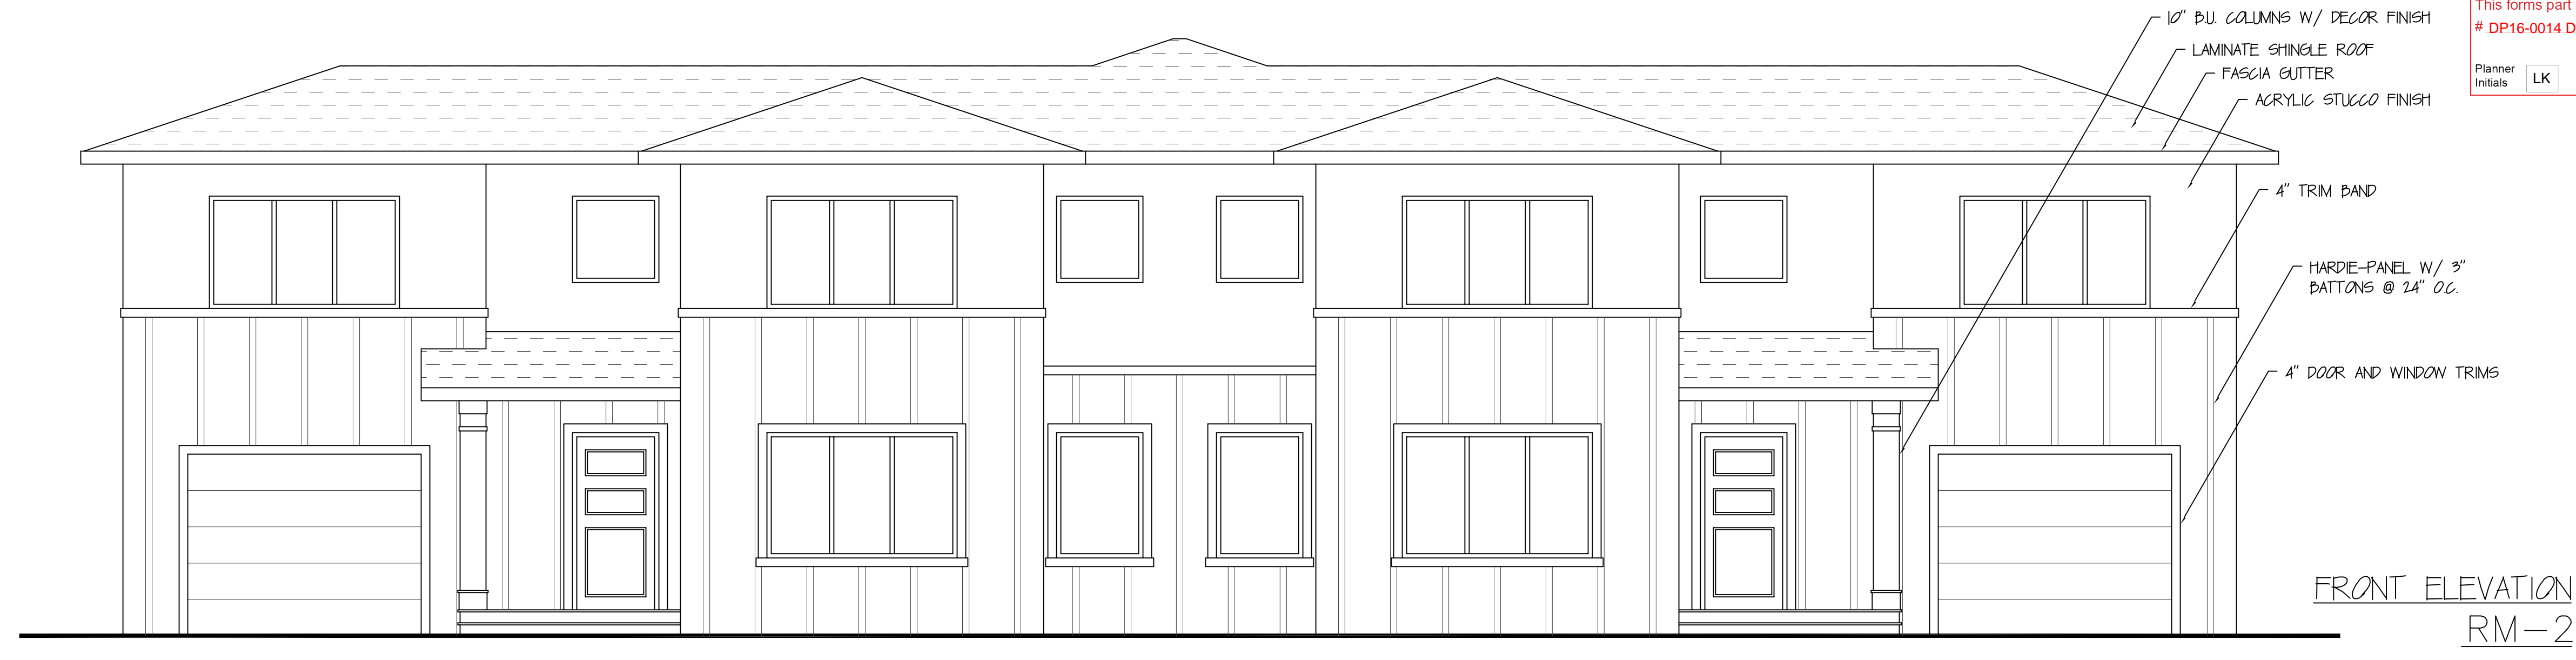 This forms part
# DP16-0014 D
Planner
Initials
LK
10" B.U. COLUMNS W/ DECOR FINISH
LAMINATE SHINGLE ROOF
FASCIA GUTTER
ACRYLIC STUCCO FINISH
4" TRIM BAND
HARDIE-PANEL W/ 3"
BATTONS @ 24" O.C.
4" DOOR AND WINDOW TRIMS
FRONT ELEVATION
RM-2